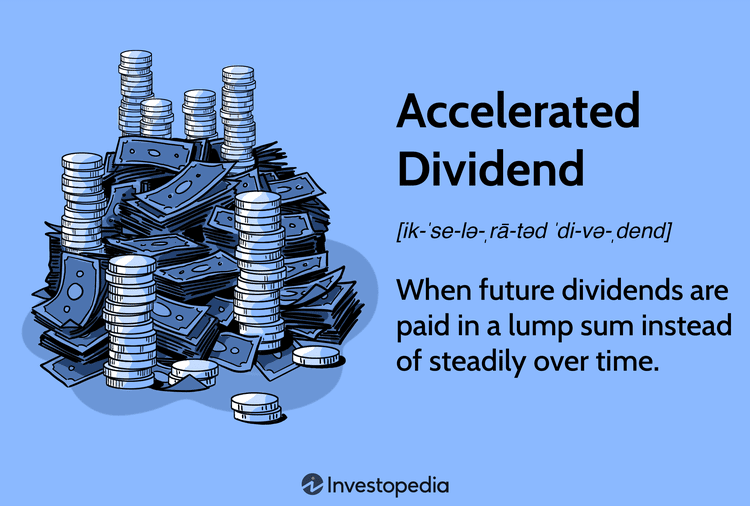 Accelerated
Dividend
[ik-ˈse-lə-ˌrā-təd ˈdi-və-ˌdend]
When future dividends are
paid in a lump sum instead
of steadily over time.
Investopedia